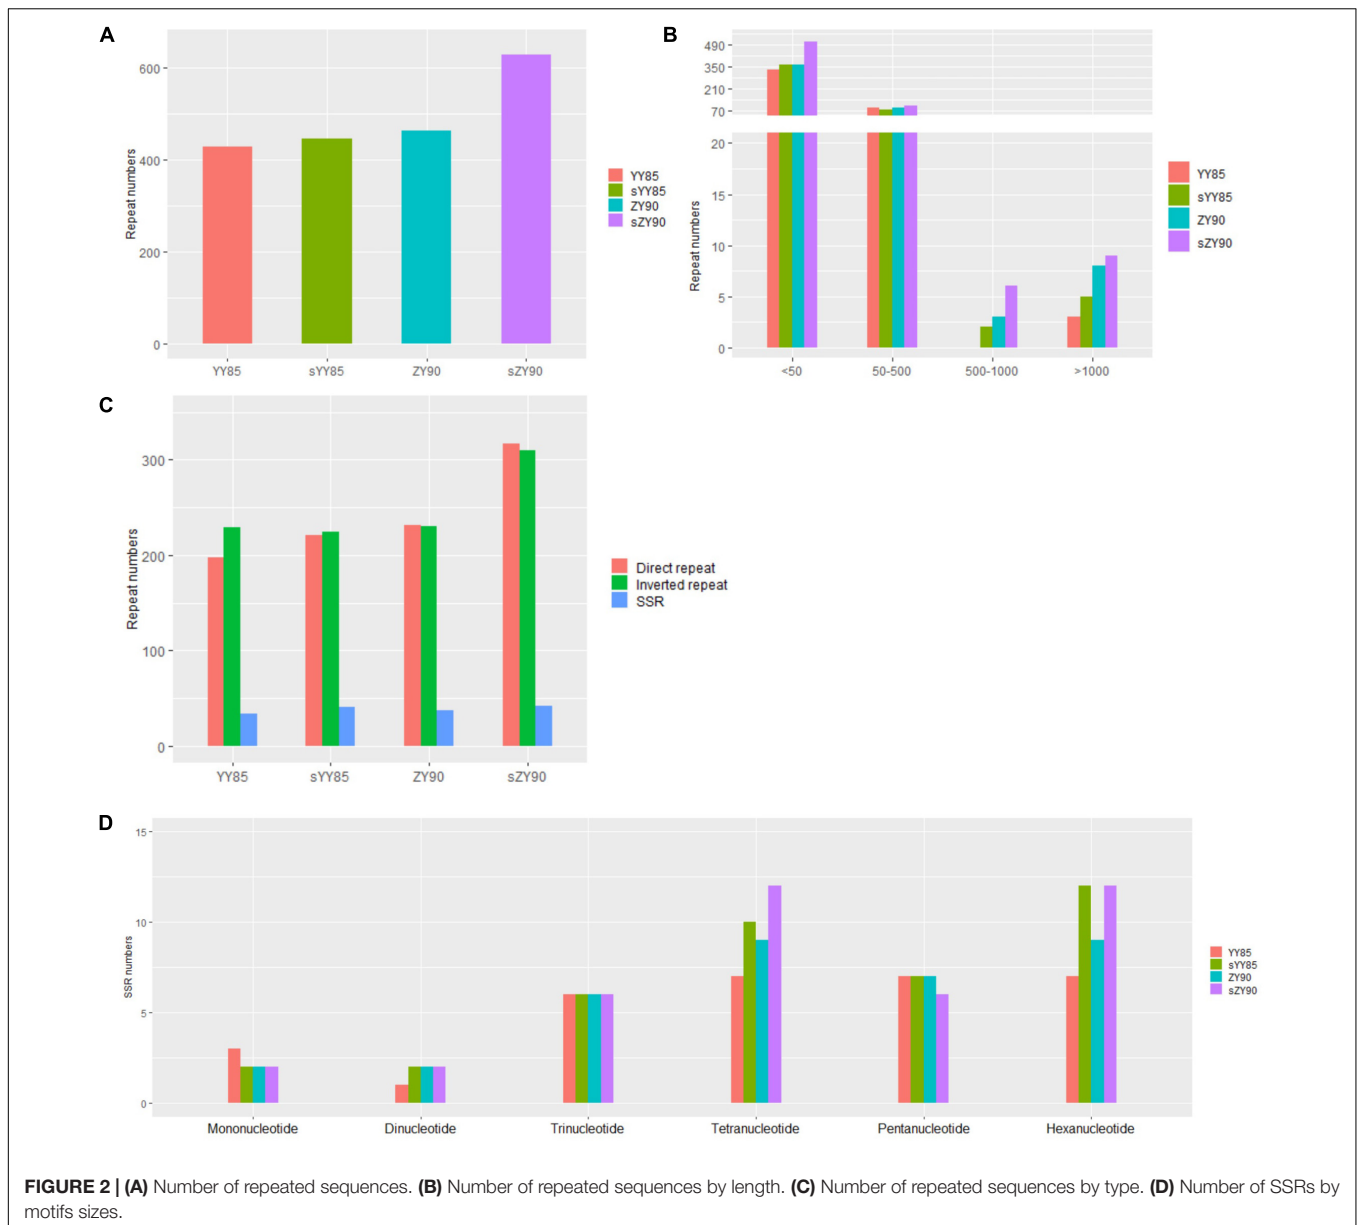 A
Repeat numbers
600
400
200
0
YY85
sYY85
ZY90
sZY90
YY85
sYY85
ZY90
sZY90
B
Repeat numbers
490
350
210
70
20
15
10
5
0
<50
50-500
500-1000
>1000
YY85
sYY85
ZY90
sZY90
C
Repeat numbers
300
200
100
0
YY85
sYY85
ZY90
sZY90
Direct repeat
Inverted repeat
SSR
D
SSR numbers
15
10
5
0
Mononucleotide
Dinucleotide
Trinucleotide
Tetranucleotide
Pentanucleotide
Hexanucleotide
YY85
sYY85
ZY90
sZY90
FIGURE 2 | (A) Number of repeated sequences. (B) Number of repeated sequences by length. (C) Number of repeated sequences by type. (D) Number of SSRs by
motifs sizes.